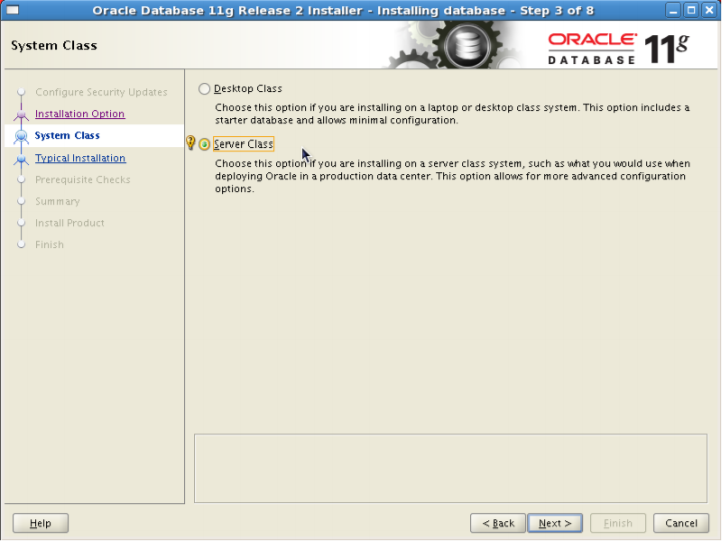 Oracle Database 11g Release 2 Installer - Installing database - Step 3 of 8
System Class
ORACLE
DATABASE 11g
Configure Security Updates
Installation Option
System Class
Typical Installation
Prerequisite Checks
Summary
Install Product
Finish
Desktop Class
Choose this option if you are installing on a laptop or desktop class system. This option includes a
starter database and allows minimal configuration.
Server Class
Choose this option if you are installing on a server class system, such as what you would use when
deploying Oracle in a production data center. This option allows for more advanced configuration
options.
Help
< Back
Next >
Finish
Cancel